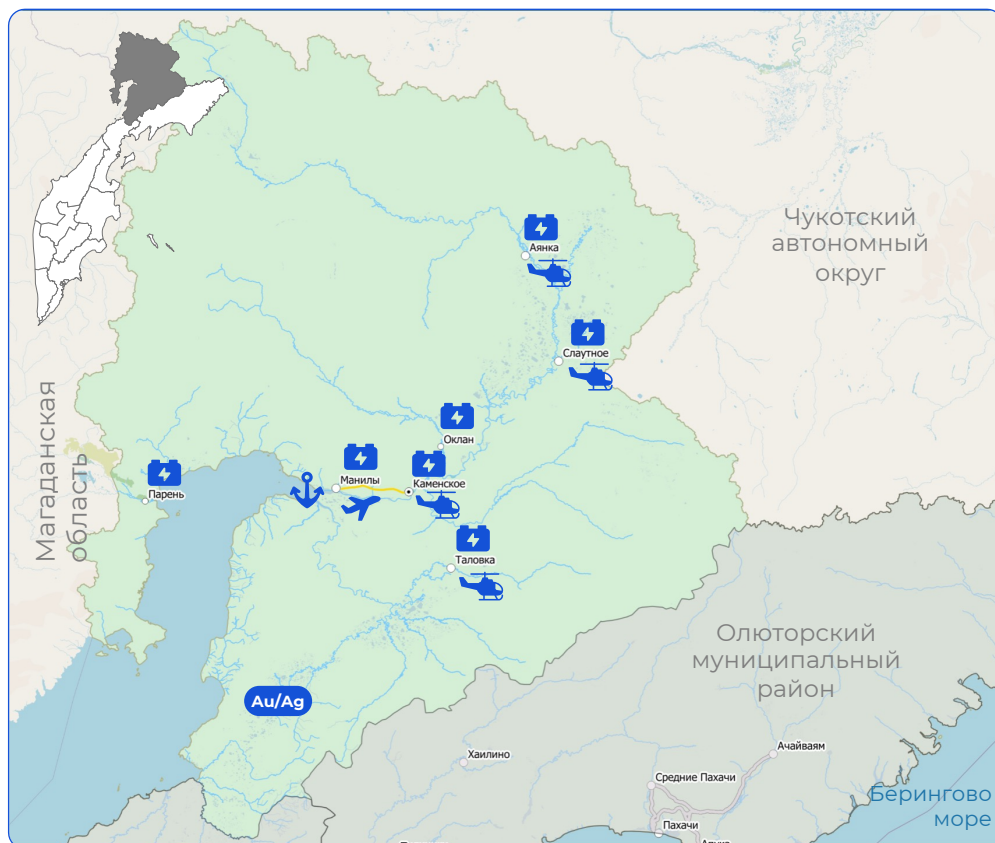 Чукотский
автономный
округ
Аянка
Слаутное
Магаданская
область
Оклан
Манилы
Каменское
Парень
Таловка
Олюторский
муниципальный
район
Au/Ag
Хаилино
Ачайваям
Средние Пахачи
Берингово
море
Пахачи